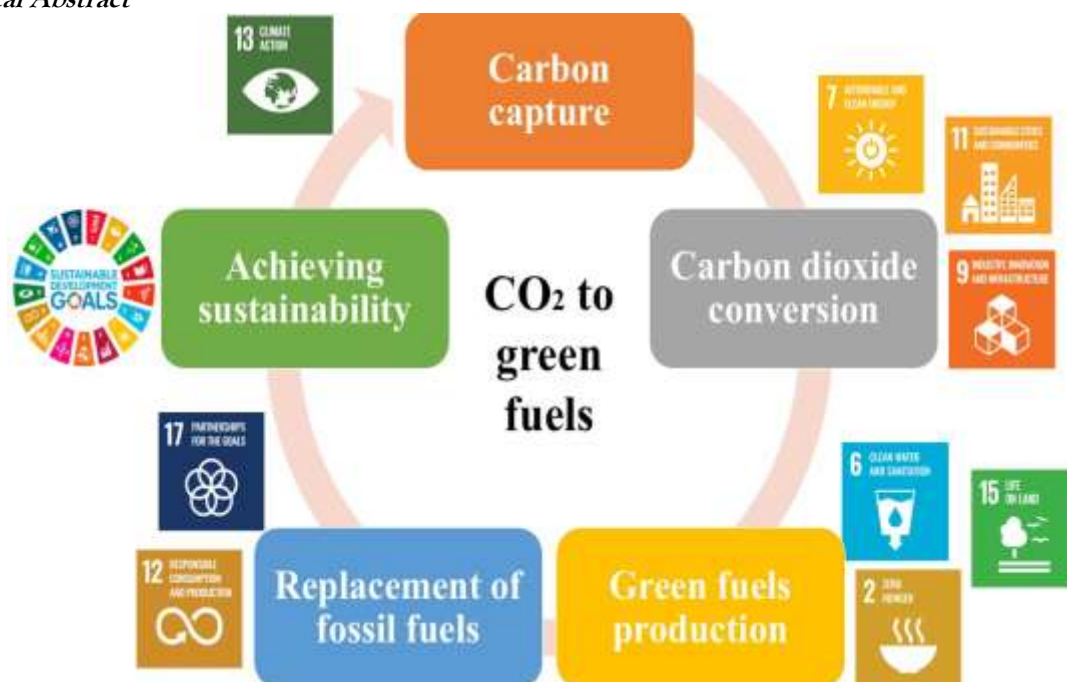 cal Abstract
13 CLIMATE
ACTION
Carbon
capture
7 AFFORDABLE AND
CLEAN ENERGY
11 SUSTAINABLE CITIES
AND COMMUNITIES
SUSTAINABLE
DEVELOPMENT
GOALS
Achieving
sustainability
CO₂ to
green
fuels
Carbon dioxide
conversion
9 INDUSTRY, INNOVATION
AND INFRASTRUCTURE
17 PARTNERSHIPS
FOR THE GOALS
6 CLEAN WATER
AND SANITATION
15 LIFE
ON LAND
12 RESPONSIBLE
CONSUMPTION
AND PRODUCTION
Replacement of
fossil fuels
Green fuels
production
2 ZERO
HUNGER